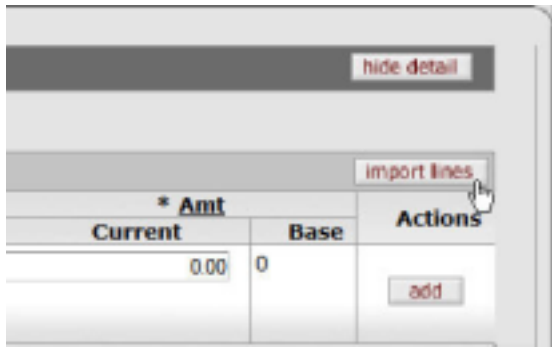 hide detail
import lines
* Amt
Actions
Current Base
0.00 0
add